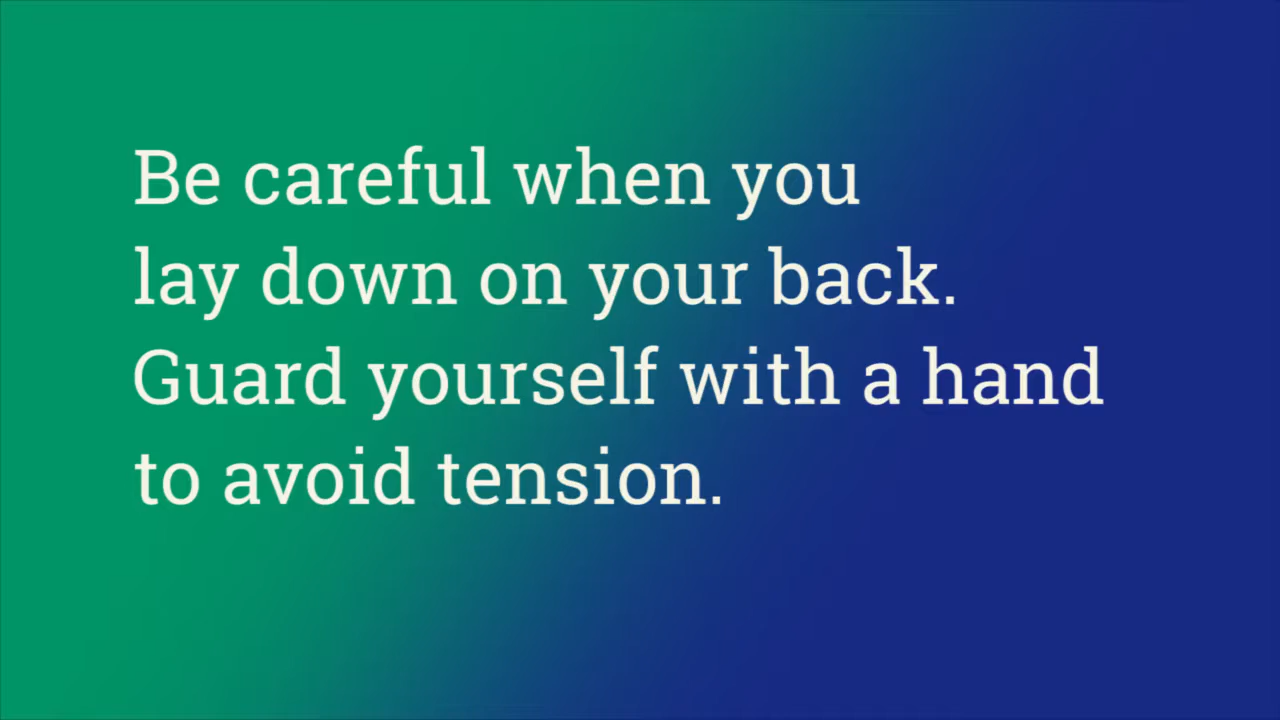 Be careful when you
lay down on your back.
Guard yourself with a hand
to avoid tension.